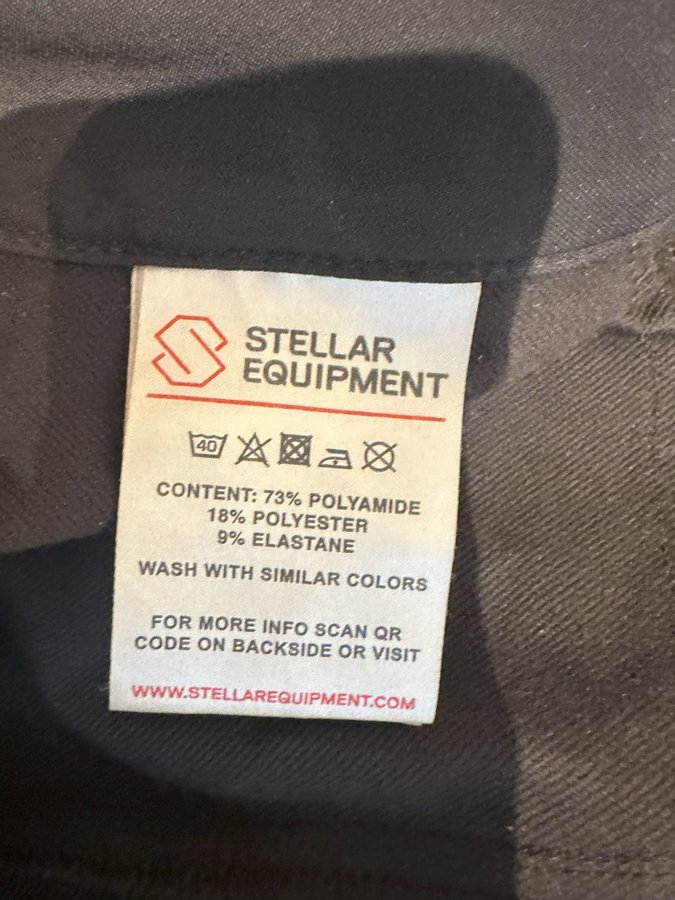 STELLAR
EQUIPMENT
40
CONTENT: 73% POLYAMIDE
18% POLYESTER
9% ELASTANE
WASH WITH SIMILAR COLORS
FOR MORE INFO SCAN QR
CODE ON BACKSIDE OR VISIT
WWW.STELLAREQUIPMENT.COM